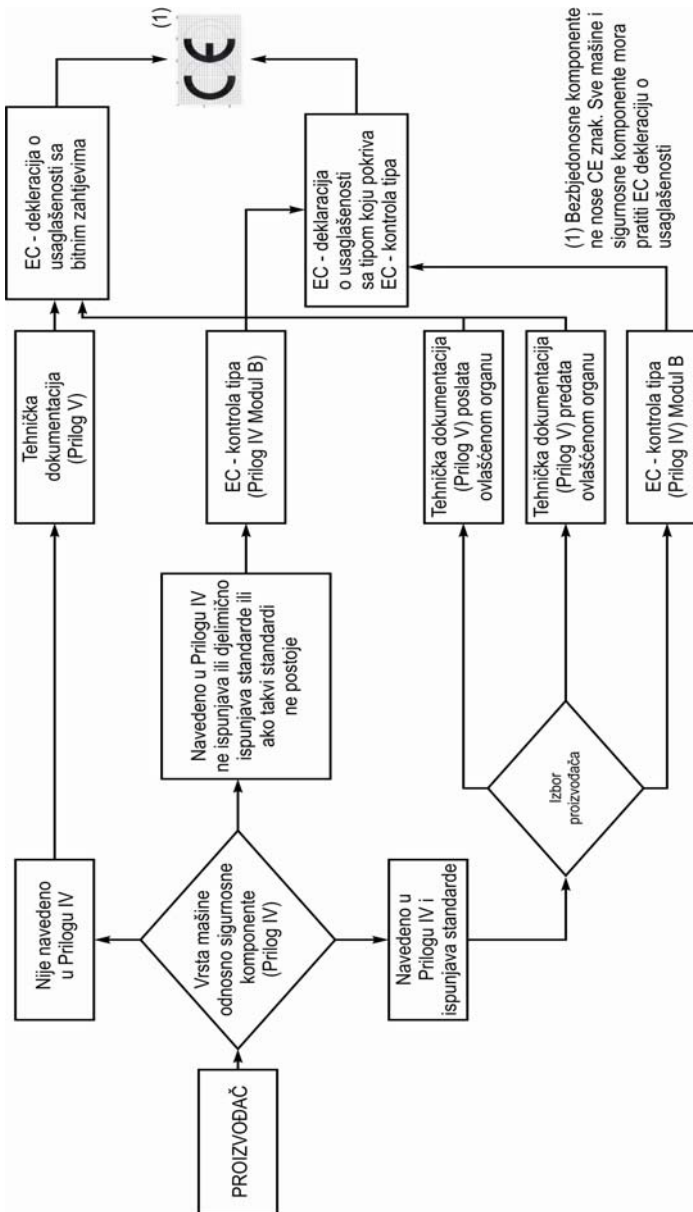 PROIZVOĐAČ
Vrsta mašine
odnosno sigurnosne
komponente
(Prilog IV)
Nije navedeno
u Prilogu IV
Tehnička
dokumentacija
(Prilog V)
EC - dekleracija o
usaglašenosti sa
bitnim zahtjevima
(1)
CE
Navedeno u Prilogu IV
ne ispunjava ili djelimično
ispunjava standarde ili
ako takvi standardi
ne postoje
EC - kontrola tipa
(Prilog IV Modul B)
EC - deklaracija
o usaglašenosti
sa tipom koju pokriva
EC - kontrola tipa
Navedeno u
Prilogu IV i
ispunjava standarde
Izbor
proizvođača
Tehnička dokumentacija
(Prilog V) poslata
ovlašćenom organu
Tehnička dokumentacija
(Prilog V) predata
ovlašćenom organu
EC - kontrola tipa
(Prilog IV) Modul B
(1) Bezbjedonosne komponente
ne nose CE znak. Sve mašine i
sigurnosne komponente mora
pratiti EC dekleraciju o
usaglašenosti